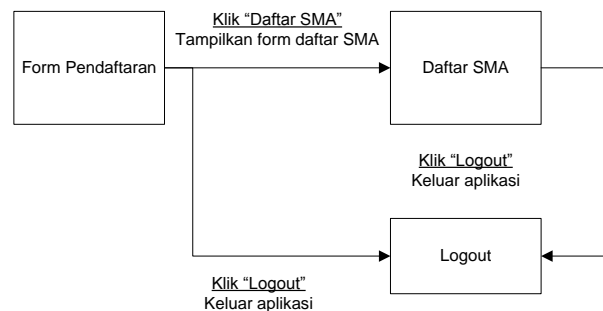 Klik “Daftar SMA”
Tampilkan form daftar SMA
Form Pendaftaran
Daftar SMA
Klik “Logout”
Keluar aplikasi
Logout
Klik “Logout”
Keluar aplikasi